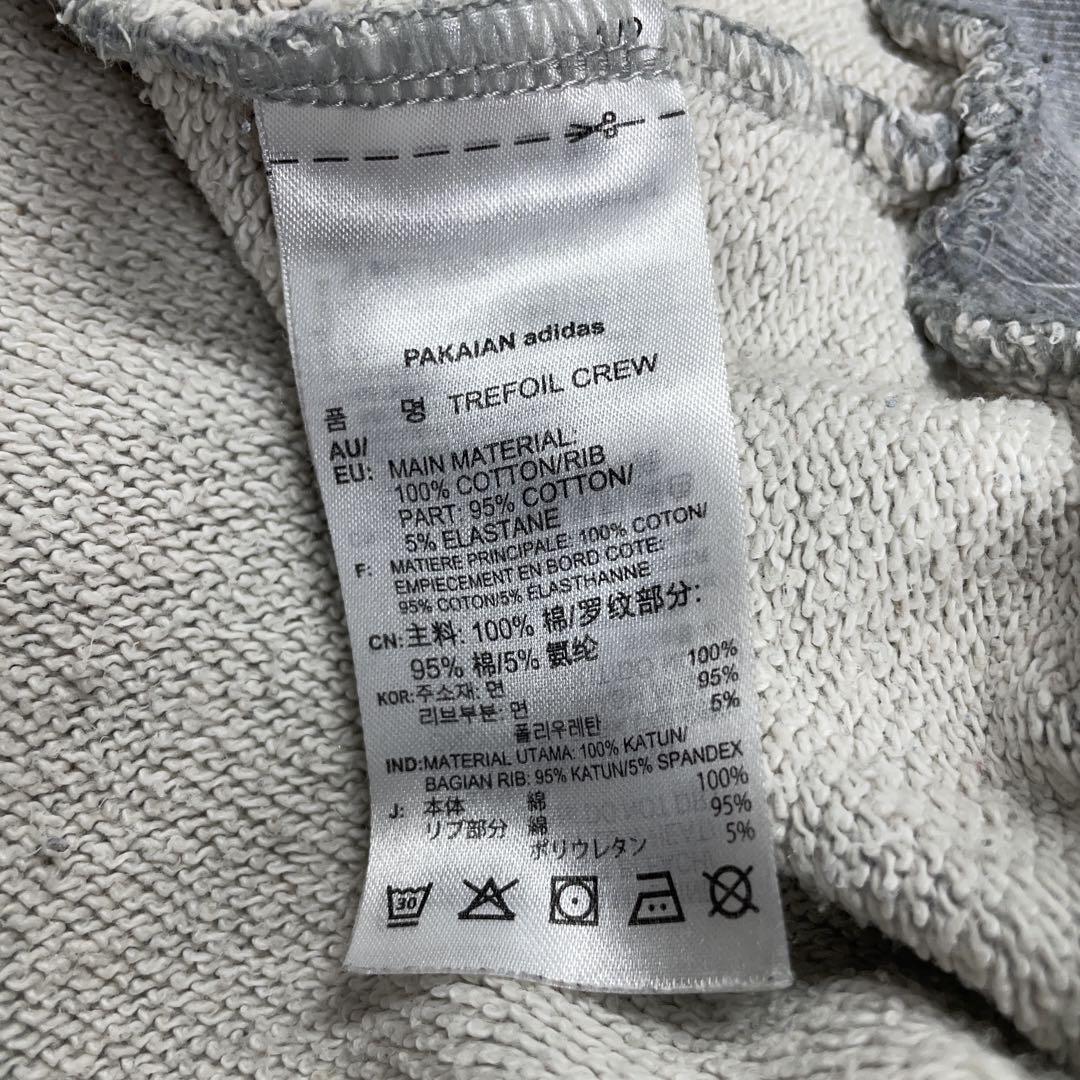 PAKAIAN adidas
품 명 TREFOIL CREW
AU/
EU: MAIN MATERIAL:
100% COTTON/RIB
PART: 95% COTTON/
5% ELASTANE
F: MATIERE PRINCIPALE: 100% COTON/
EMPIECEMENT EN BORD COTE:
95% COTON/5% ELASTHANNE
CN: 主料: 100% 棉/罗纹部分:
95% 棉/5% 氨纶
KOR: 주소재: 면 100%
리브부분: 면 95%
폴리우레탄 5%
IND: MATERIAL UTAMA: 100% KATUN/
BAGIAN RIB: 95% KATUN/5% SPANDEX
J: 本体 綿 100%
リブ部分 綿 95%
ポリウレタン 5%
30